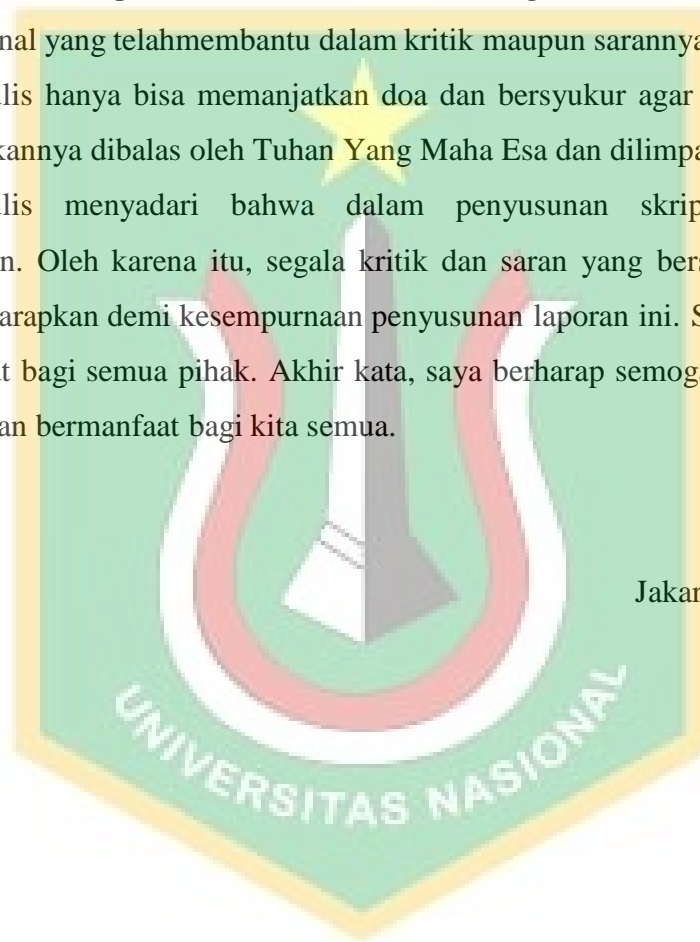 nal yang telahmembantu dalam kritik maupun sarannya
lis hanya bisa memanjatkan doa dan bersyukur agar
kannya dibalas oleh Tuhan Yang Maha Esa dan dilimpa
lis menyadari bahwa dalam penyusunan skrip
n. Oleh karena itu, segala kritik dan saran yang bers
arapkan demi kesempurnaan penyusunan laporan ini. S
t bagi semua pihak. Akhir kata, saya berharap semog
an bermanfaat bagi kita semua.
Jakar
UNIVERSITAS NASIONAL